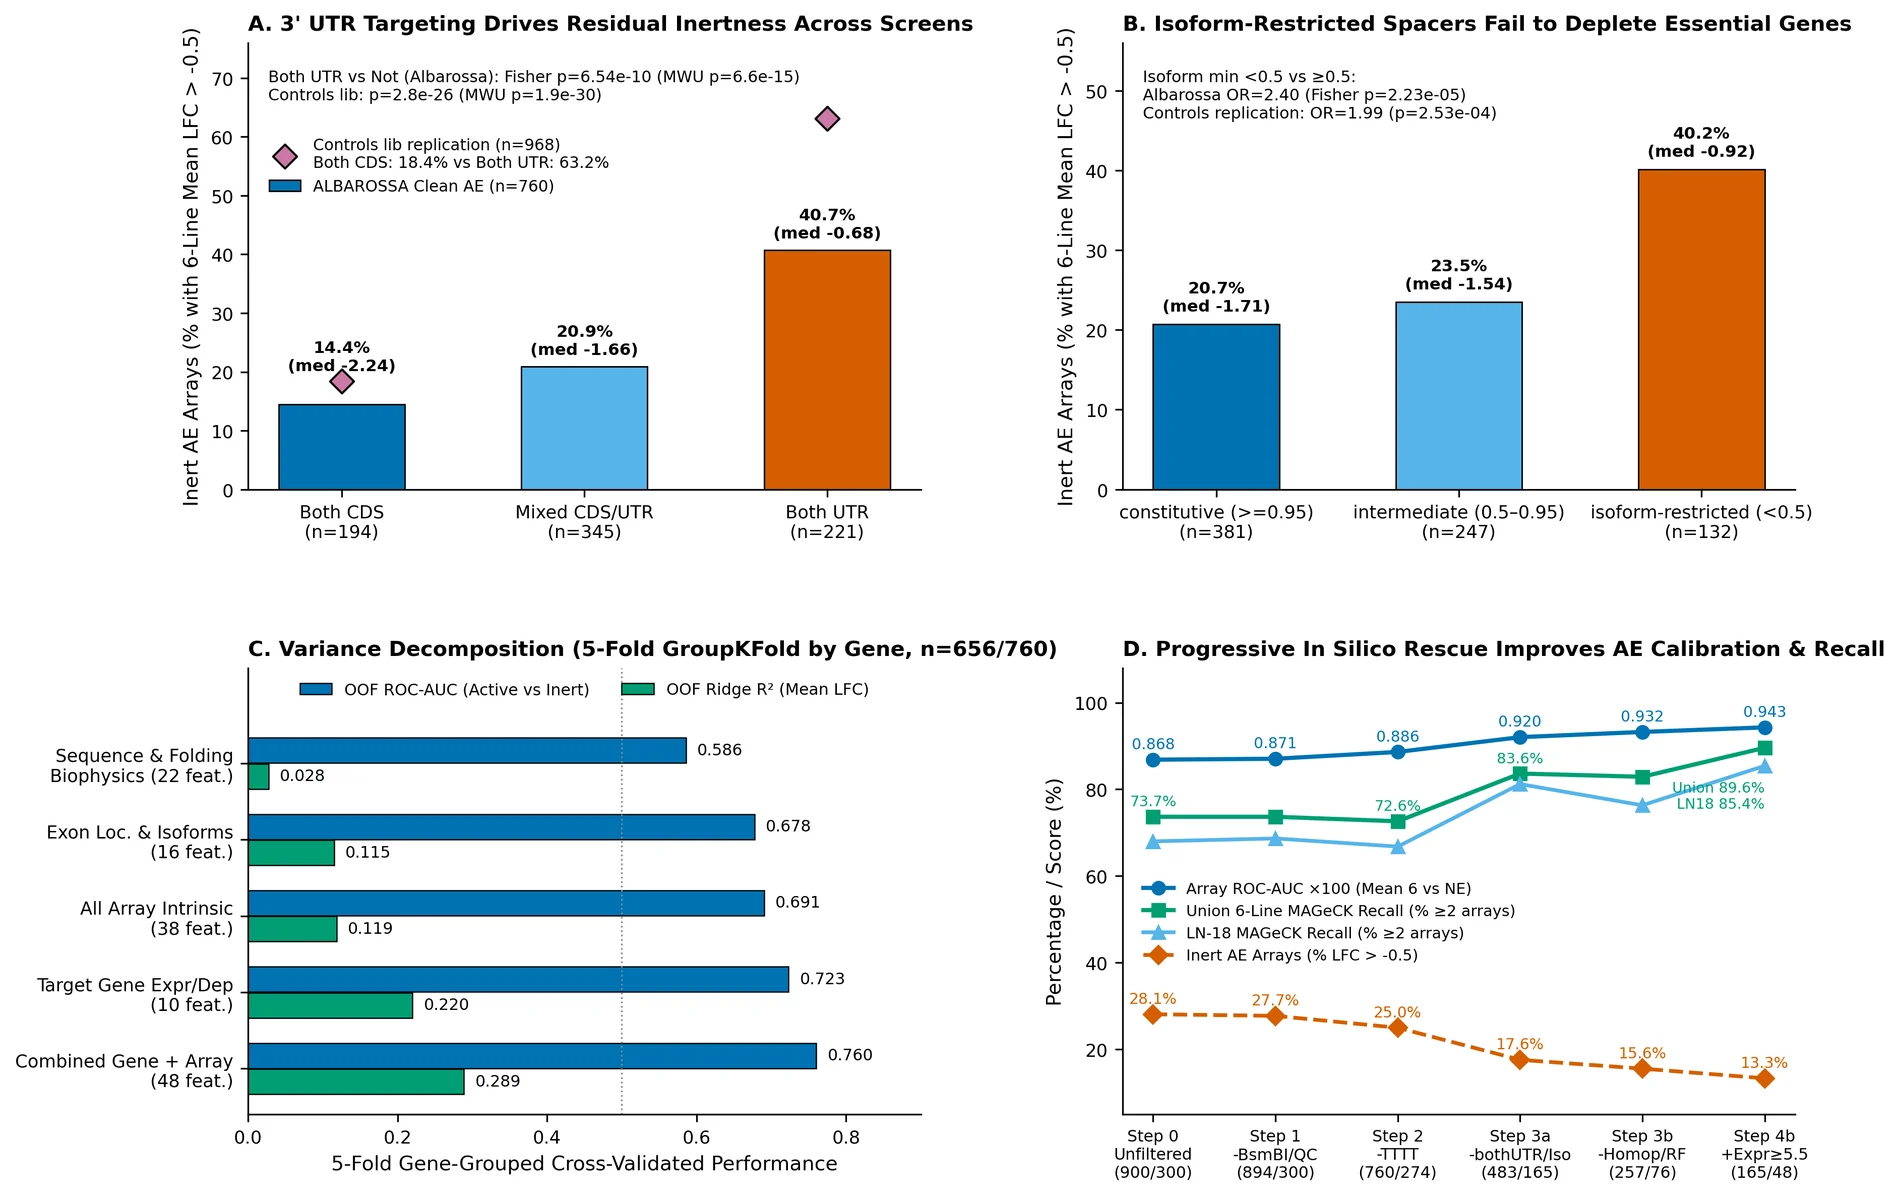 A. 3' UTR Targeting Drives Residual Inertness Across Screens
Inert AE Arrays (% with 6-Line Mean LFC > -0.5)
70
60
50
40
30
20
10
0
Both UTR vs Not (Albarossa): Fisher p=6.54e-10 (MWU p=6.6e-15)
Controls lib: p=2.8e-26 (MWU p=1.9e-30)
Controls lib replication (n=968)
Both CDS: 18.4% vs Both UTR: 63.2%
ALBAROSSA Clean AE (n=760)
14.4%
(med -2.24)
20.9%
(med -1.66)
40.7%
(med -0.68)
Both CDS
(n=194)
Mixed CDS/UTR
(n=345)
Both UTR
(n=221)
B. Isoform-Restricted Spacers Fail to Deplete Essential Genes
Inert AE Arrays (% with 6-Line Mean LFC > -0.5)
50
40
30
20
10
0
Isoform min <0.5 vs ≥0.5:
Albarossa OR=2.40 (Fisher p=2.23e-05)
Controls replication: OR=1.99 (p=2.53e-04)
20.7%
(med -1.71)
23.5%
(med -1.54)
40.2%
(med -0.92)
constitutive (>=0.95)
(n=381)
intermediate (0.5–0.95)
(n=247)
isoform-restricted (<0.5)
(n=132)
C. Variance Decomposition (5-Fold GroupKFold by Gene, n=656/760)
OOF ROC-AUC (Active vs Inert)
OOF Ridge R² (Mean LFC)
Sequence & Folding
Biophysics (22 feat.)
0.586
0.028
Exon Loc. & Isoforms
(16 feat.)
0.678
0.115
All Array Intrinsic
(38 feat.)
0.691
0.119
Target Gene Expr/Dep
(10 feat.)
0.723
0.220
Combined Gene + Array
(48 feat.)
0.760
0.289
0.0
0.2
0.4
0.6
0.8
5-Fold Gene-Grouped Cross-Validated Performance
D. Progressive In Silico Rescue Improves AE Calibration & Recall
Percentage / Score (%)
100
80
60
40
20
0.868
0.871
0.886
0.920
0.932
0.943
73.7%
72.6%
83.6%
Union 89.6%
LN18 85.4%
Array ROC-AUC ×100 (Mean 6 vs NE)
Union 6-Line MAGeCK Recall (% ≥2 arrays)
LN-18 MAGeCK Recall (% ≥2 arrays)
Inert AE Arrays (% LFC > -0.5)
28.1%
27.7%
25.0%
17.6%
15.6%
13.3%
Step 0
Unfiltered
(900/300)
Step 1
-BsmBI/QC
(894/300)
Step 2
-TTTT
(760/274)
Step 3a
-bothUTR/Iso
(483/165)
Step 3b
-Homop/RF
(257/76)
Step 4b
+Expr≥5.5
(165/48)